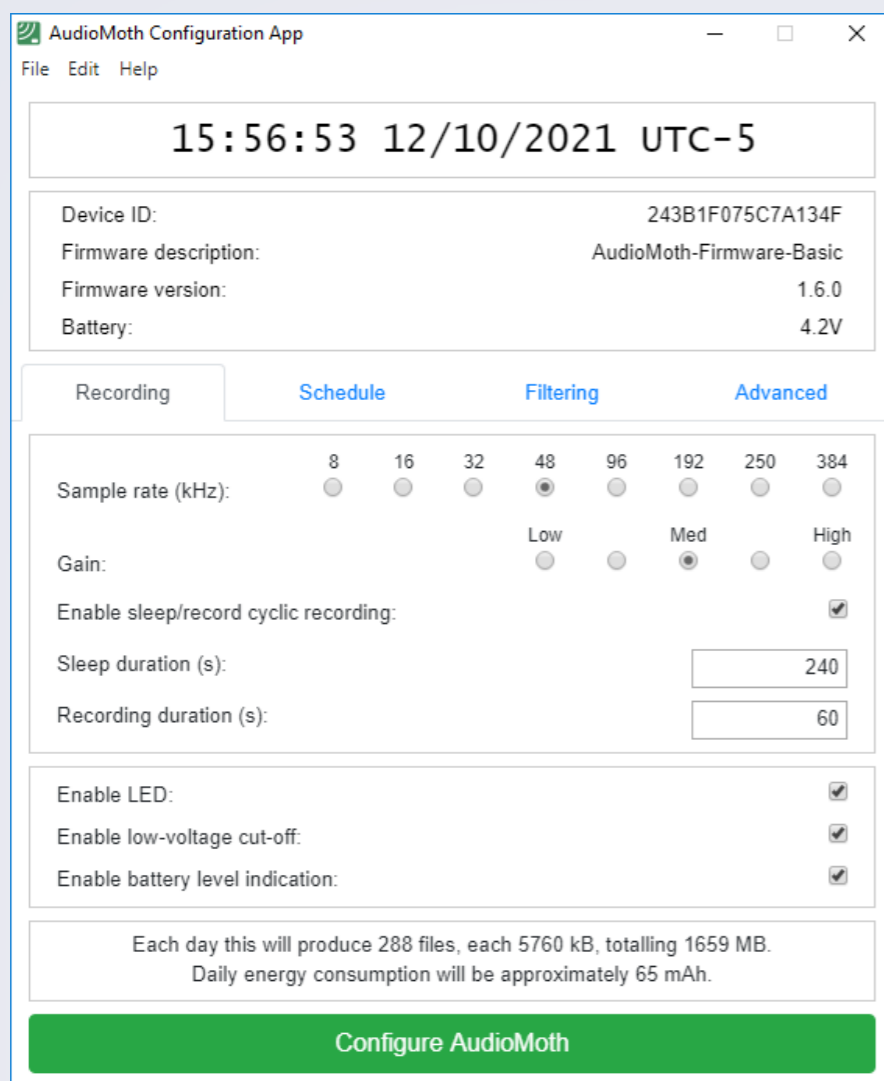 AudioMoth Configuration App
File Edit Help
15:56:53 12/10/2021 UTC-5
Device ID: 243B1F075C7A134F
Firmware description: AudioMoth-Firmware-Basic
Firmware version: 1.6.0
Battery: 4.2V
Recording Schedule Filtering Advanced
8 16 32 48 96 192 250 384
Sample rate (kHz):
Low Med High
Gain:
Enable sleep/record cyclic recording:
Sleep duration (s): 240
Recording duration (s): 60
Enable LED:
Enable low-voltage cut-off:
Enable battery level indication:
Each day this will produce 288 files, each 5760 kB, totalling 1659 MB.
Daily energy consumption will be approximately 65 mAh.
Configure AudioMoth